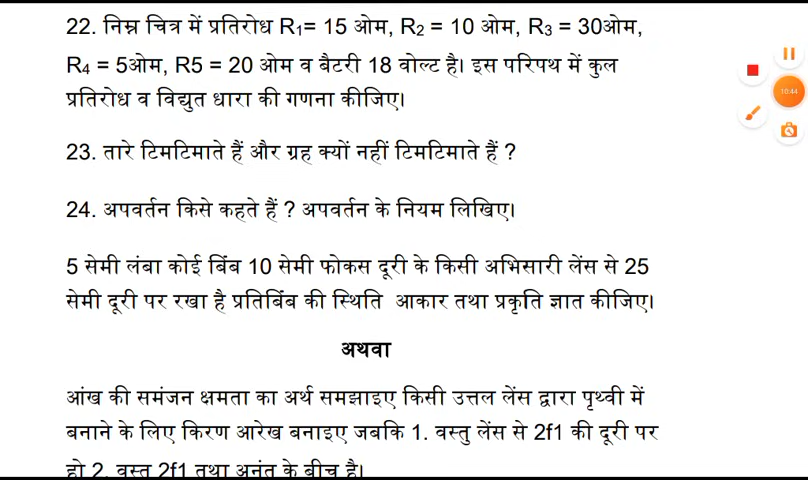 22. निम्न चित्र में प्रतिरोध R1= 15 ओम, R2 = 10 ओम, R3 = 30ओम,
R4 = 5ओम, R5 = 20 ओम व बैटरी 18 वोल्ट है। इस परिपथ में कुल
प्रतिरोध व विद्युत धारा की गणना कीजिए।
23. तारे टिमटिमाते हैं और ग्रह क्यों नहीं टिमटिमाते हैं ?
24. अपवर्तन किसे कहते हैं ? अपवर्तन के नियम लिखिए।
5 सेमी लंबा कोई बिंब 10 सेमी फोकस दूरी के किसी अभिसारी लेंस से 25
सेमी दूरी पर रखा है प्रतिबिंब की स्थिति आकार तथा प्रकृति ज्ञात कीजिए।
अथवा
आंख की समंजन क्षमता का अर्थ समझाइए किसी उत्तल लेंस द्वारा पृथ्वी में
बनाने के लिए किरण आरेख बनाइए जबकि 1. वस्तु लेंस से 2f1 की दूरी पर
हो 2. वस्तु 2f1 तथा अनंत के बीच है।
10:44